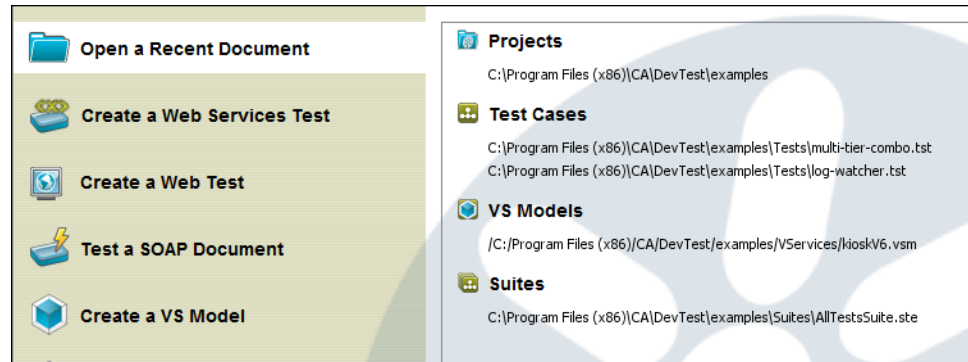 Open a Recent Document
Create a Web Services Test
Create a Web Test
Test a SOAP Document
Create a VS Model
Projects
C:\Program Files (x86)\CA\DevTest\examples
Test Cases
C:\Program Files (x86)\CA\DevTest\examples\Tests\multi-tier-combo.tst
C:\Program Files (x86)\CA\DevTest\examples\Tests\log-watcher.tst
VS Models
/C:/Program Files (x86)/CA/DevTest/examples/VServices/kioskV6.vsm
Suites
C:\Program Files (x86)\CA\DevTest\examples\Suites\AllTestsSuite.ste